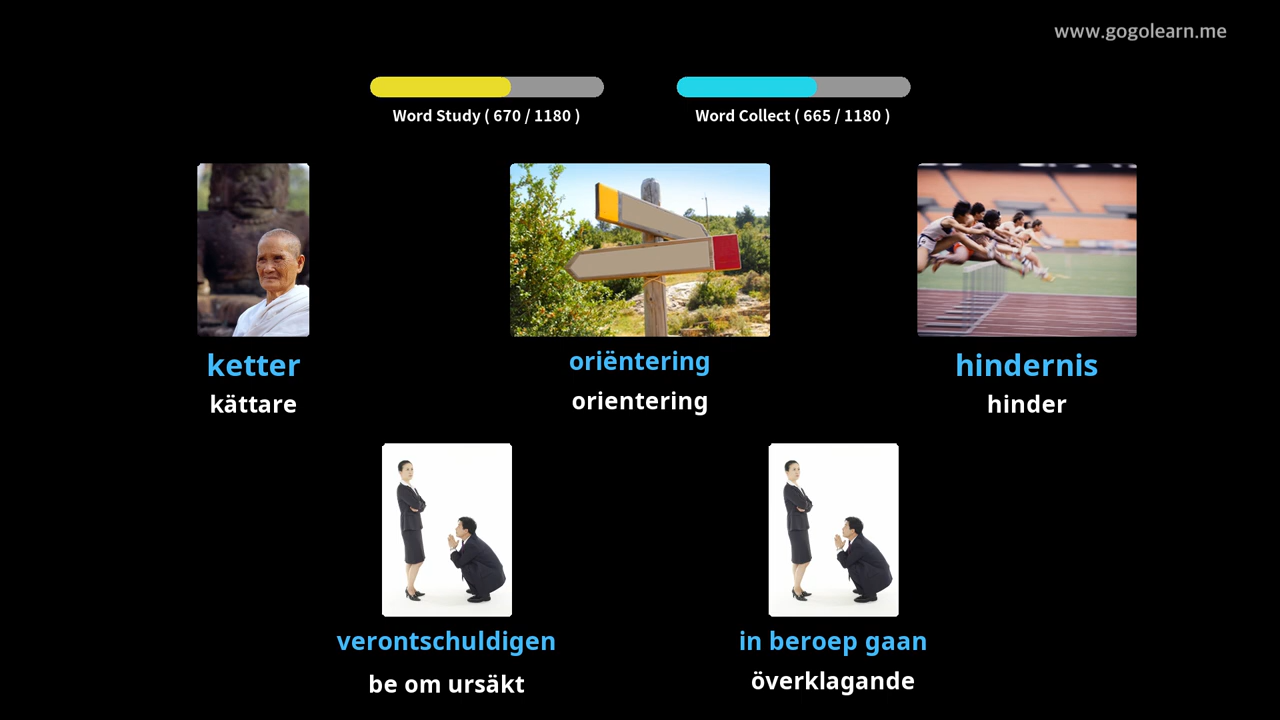 www.gogolearn.me
Word Study ( 670 / 1180 )
Word Collect ( 665 / 1180 )
ketter
kättare
oriëntering
orientering
hindernis
hinder
verontschuldigen
be om ursäkt
in beroep gaan
överklagande